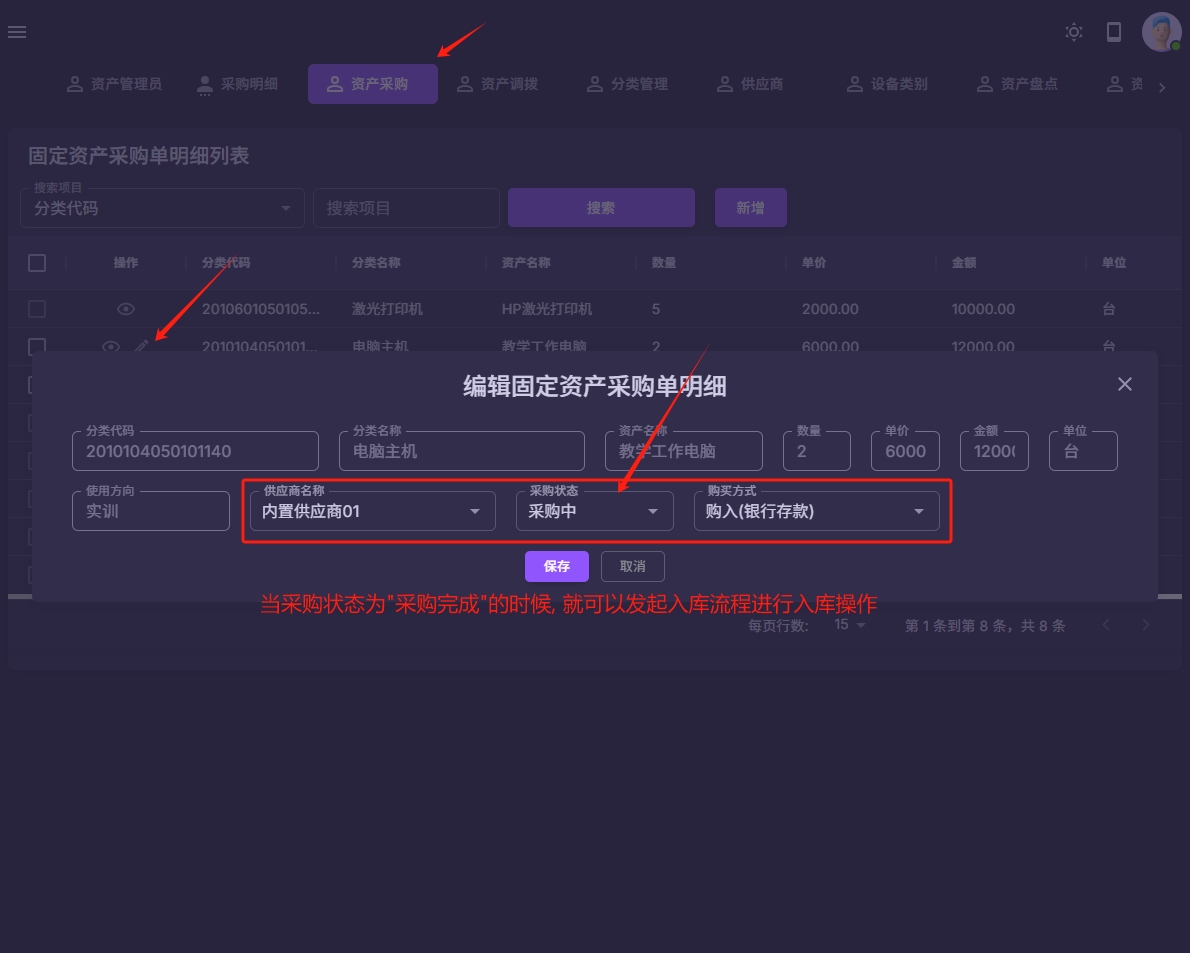 资产管理员 采购明细 资产采购 资产调拨 分类管理 供应商 设备类别 资产盘点 资
固定资产采购单明细列表
搜索项目
分类代码 搜索项目 搜索 新增
操作 分类代码 分类名称 资产名称 数量 单价 金额 单位
2010601050105... 激光打印机 HP激光打印机 5 2000.00 10000.00 台
2010104050101... 电脑主机 教学工作电脑 2 6000.00 12000.00 台
编辑固定资产采购单明细
分类代码 分类名称 资产名称 数量 单价 金额 单位
2010104050101140 电脑主机 教学工作电脑 2 6000 1200 台
使用方向 供应商名称 采购状态 购买方式
实训 内置供应商01 采购中 购入(银行存款)
保存 取消
当采购状态为"采购完成"的时候, 就可以发起入库流程进行入库操作
每页行数: 15 第 1 条到第 8 条，共 8 条